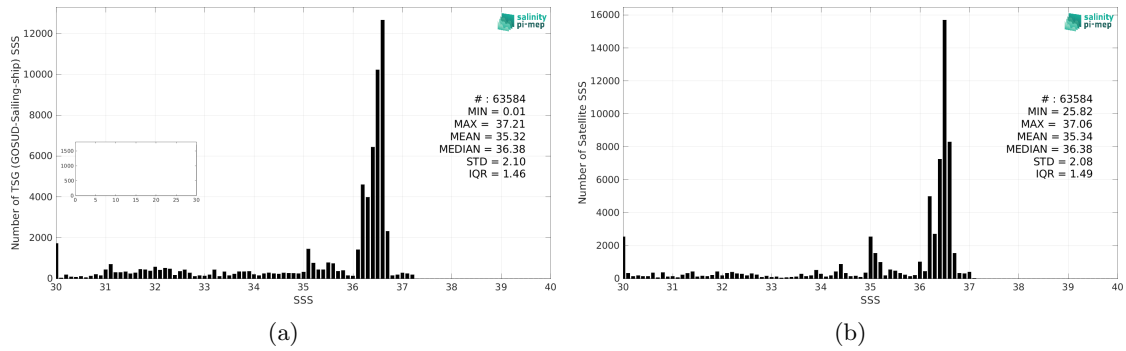 salinity
pi-mep
12000
10000
8000
6000
4000
2000
0
Number of TSG (GOSUD-Sailing-ship) SSS
# : 63584
MIN = 0.01
MAX = 37.21
MEAN = 35.32
MEDIAN = 36.38
STD = 2.10
IQR = 1.46
1500
1000
500
0
0 5 10 15 20 25 30
30 31 32 33 34 35 36 37 38 39 40
SSS
(a)
salinity
pi-mep
16000
14000
12000
10000
8000
6000
4000
2000
0
Number of Satellite SSS
# : 63584
MIN = 25.82
MAX = 37.06
MEAN = 35.34
MEDIAN = 36.38
STD = 2.08
IQR = 1.49
30 31 32 33 34 35 36 37 38 39 40
SSS
(b)